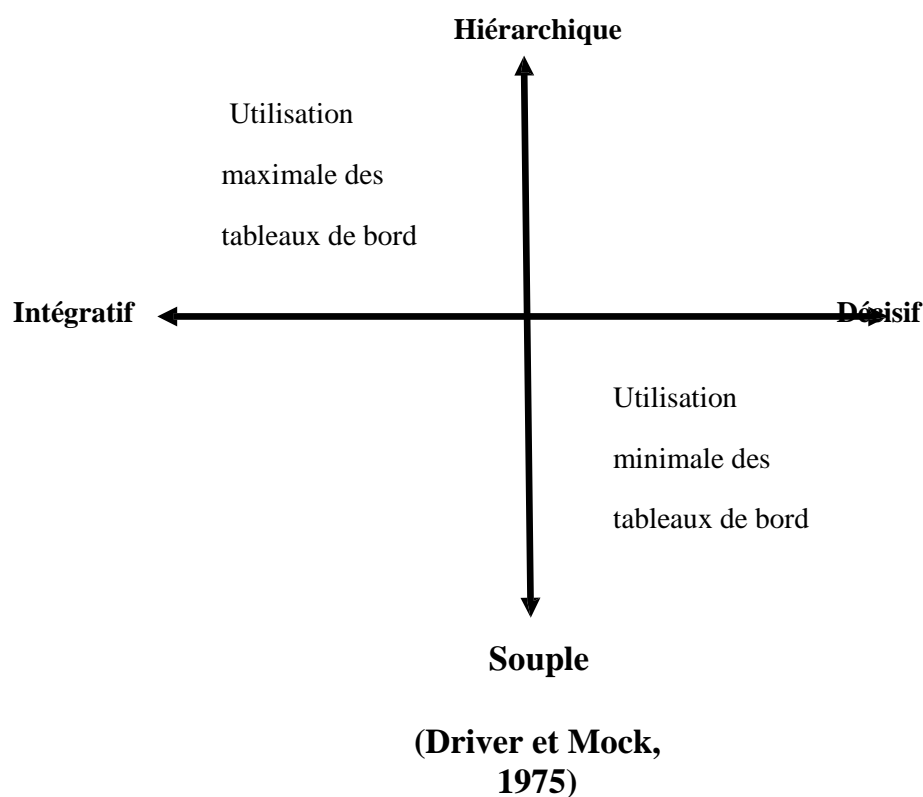 Hiérarchique
Utilisation
maximale des
tableaux de bord
Intégratif
Décisif
Utilisation
minimale des
tableaux de bord
Souple
(Driver et Mock,
1975)